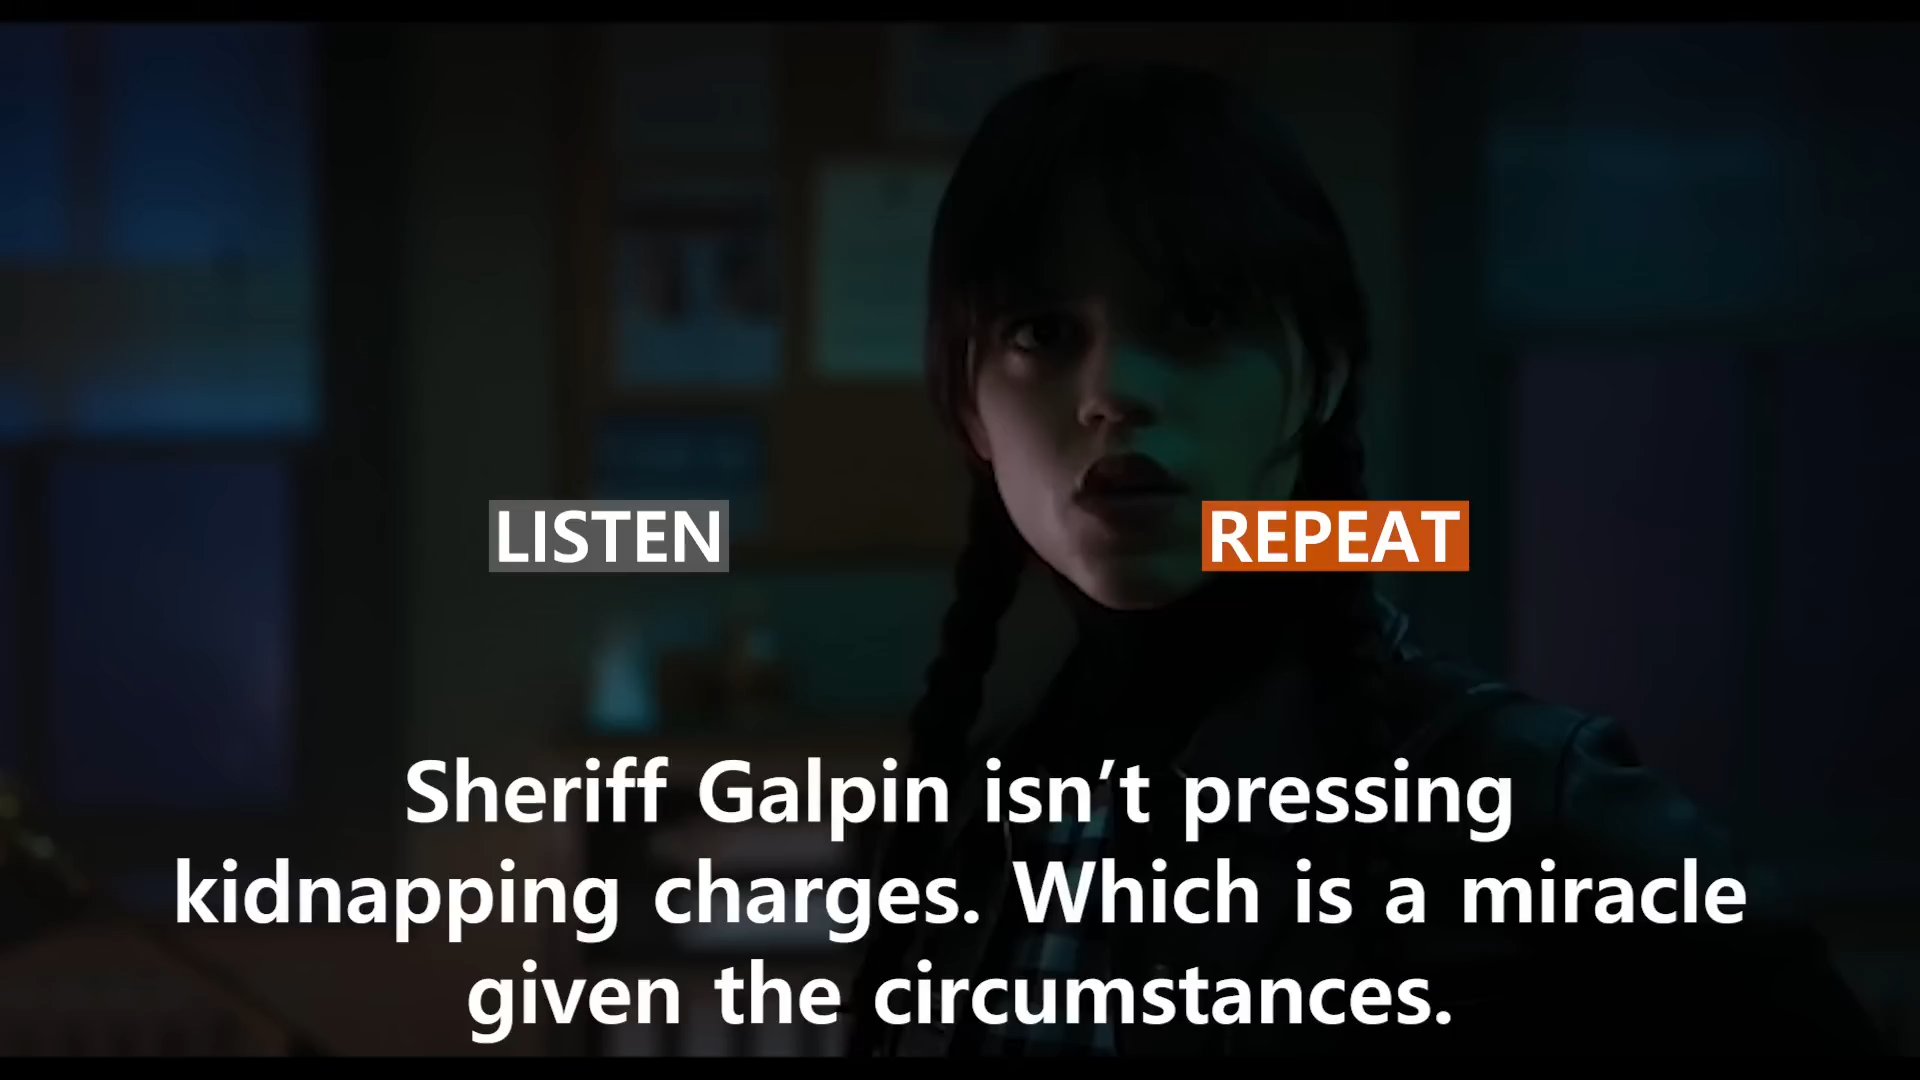 LISTEN
REPEAT
Sheriff Galpin isn’t pressing
kidnapping charges. Which is a miracle
given the circumstances.